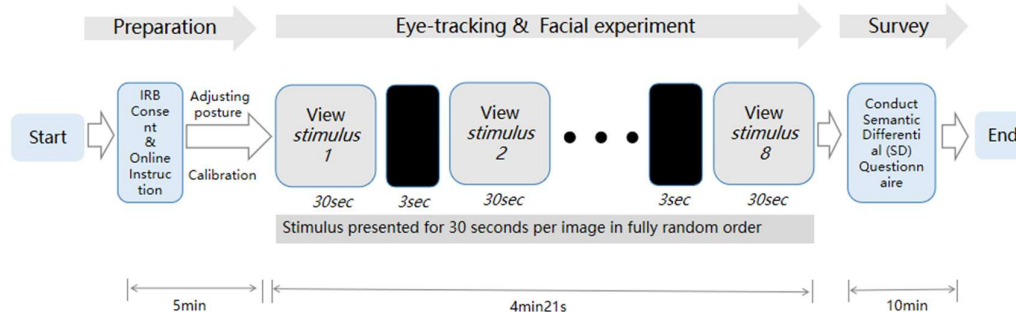 Preparation
Eye-tracking & Facial experiment
Survey
Start
IRB
Consent
nt
&
Online
Instruc
tion
Adjusting
posture
Calibration
View
stimulus
1
30sec
3sec
View
stimulus
2
30sec
3sec
View
stimulus
8
30sec
Conduct
Semantic
Differenti
al (SD)
Questionn
aire
End
Stimulus presented for 30 seconds per image in fully random order
5min
4min21s
10min